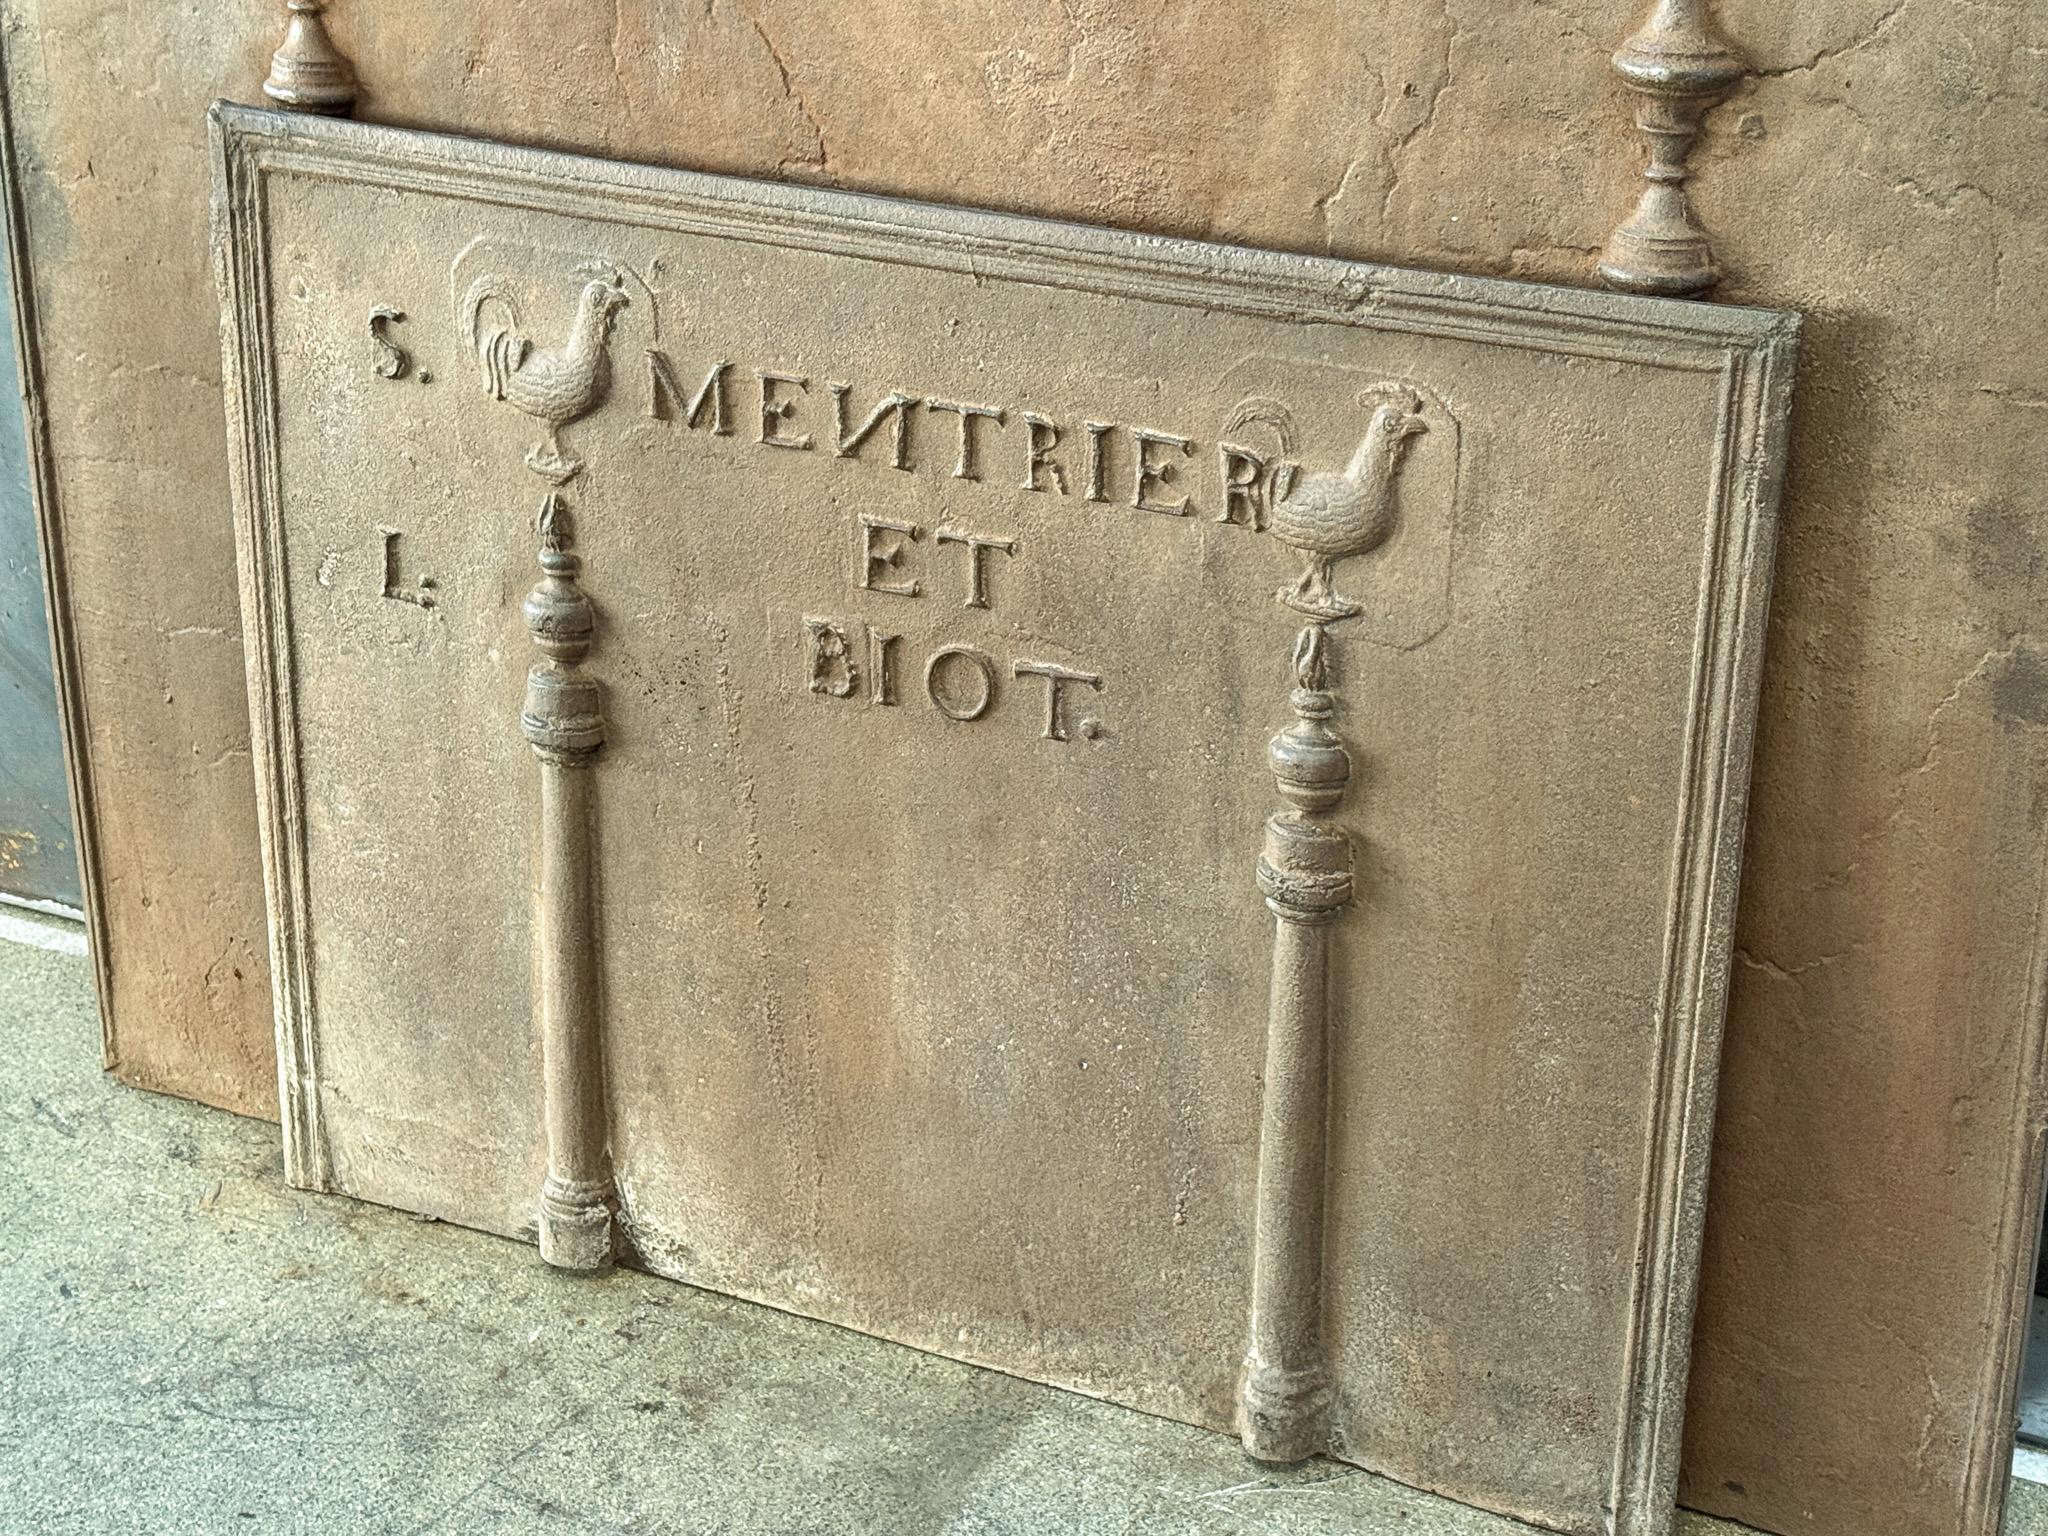 S. MEИTRIER
L: ET
BIOT.